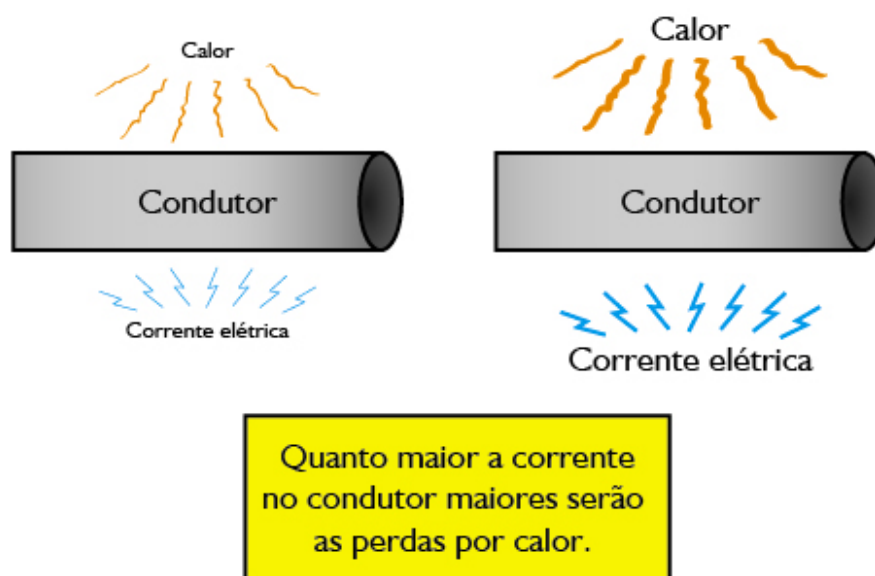 Calor
Condutor
Corrente elétrica
Calor
Condutor
Corrente elétrica
Quanto maior a corrente
no condutor maiores serão
as perdas por calor.